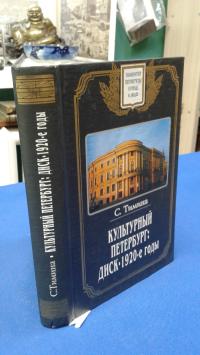 С. Тимина
КУЛЬТУРНЫЙ
ПЕТЕРБУРГ:
ДИСК·1920-е ГОДЫ
С. Тимина • КУЛЬТУРНЫЙ ПЕТЕРБУРГ: ДИСК·1920-е ГОДЫ